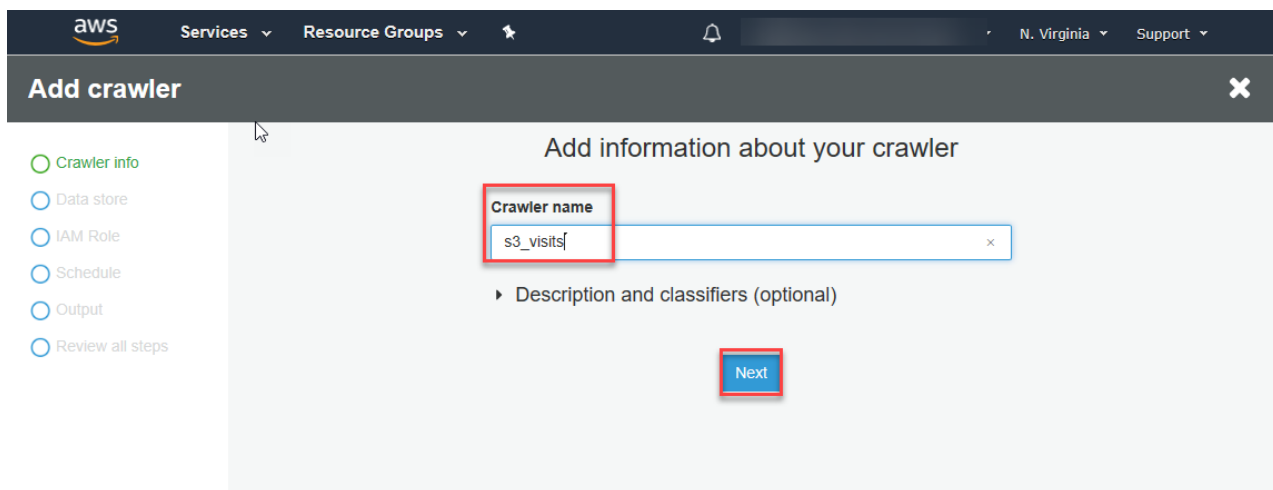 aws Services Resource Groups N. Virginia Support
Add crawler
Crawler info
Data store
IAM Role
Schedule
Output
Review all steps
Add information about your crawler
Crawler name
s3_visits
Description and classifiers (optional)
Next